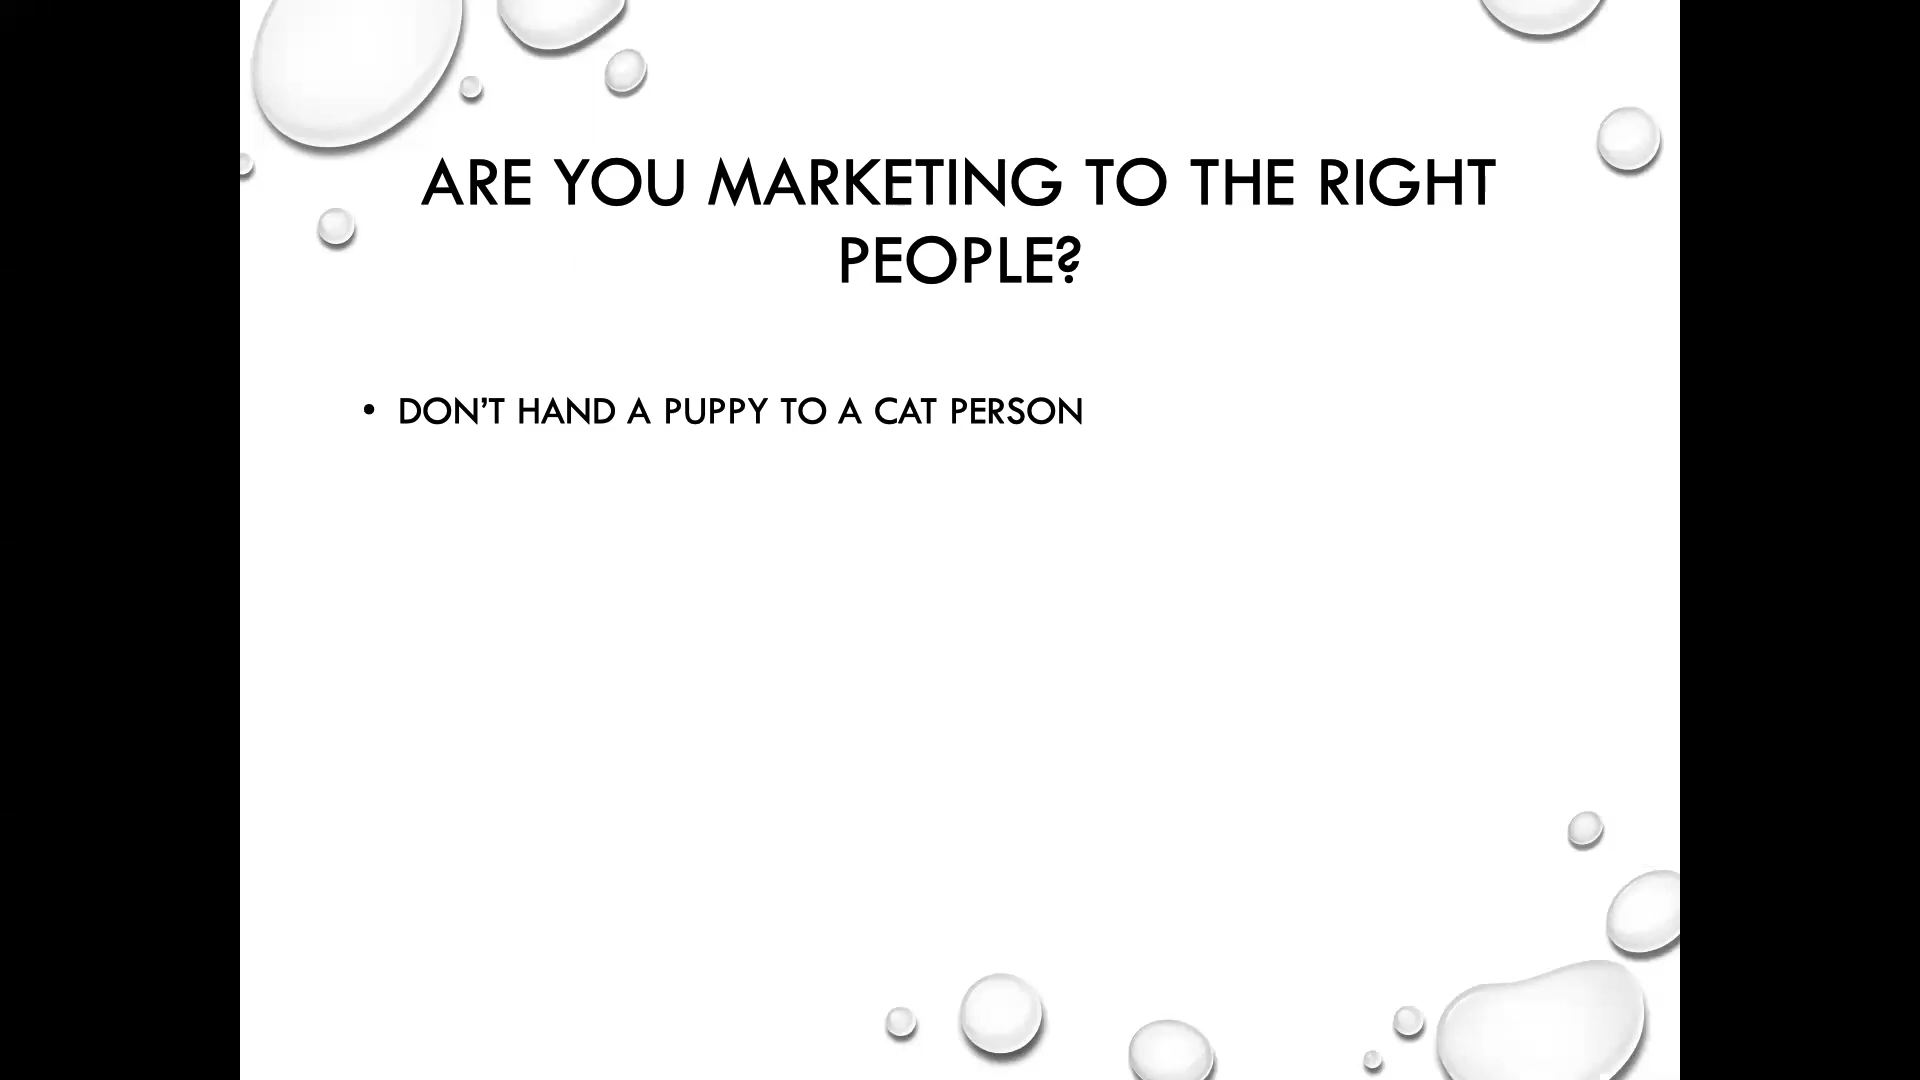 ARE YOU MARKETING TO THE RIGHT
PEOPLE?
• DON’T HAND A PUPPY TO A CAT PERSON